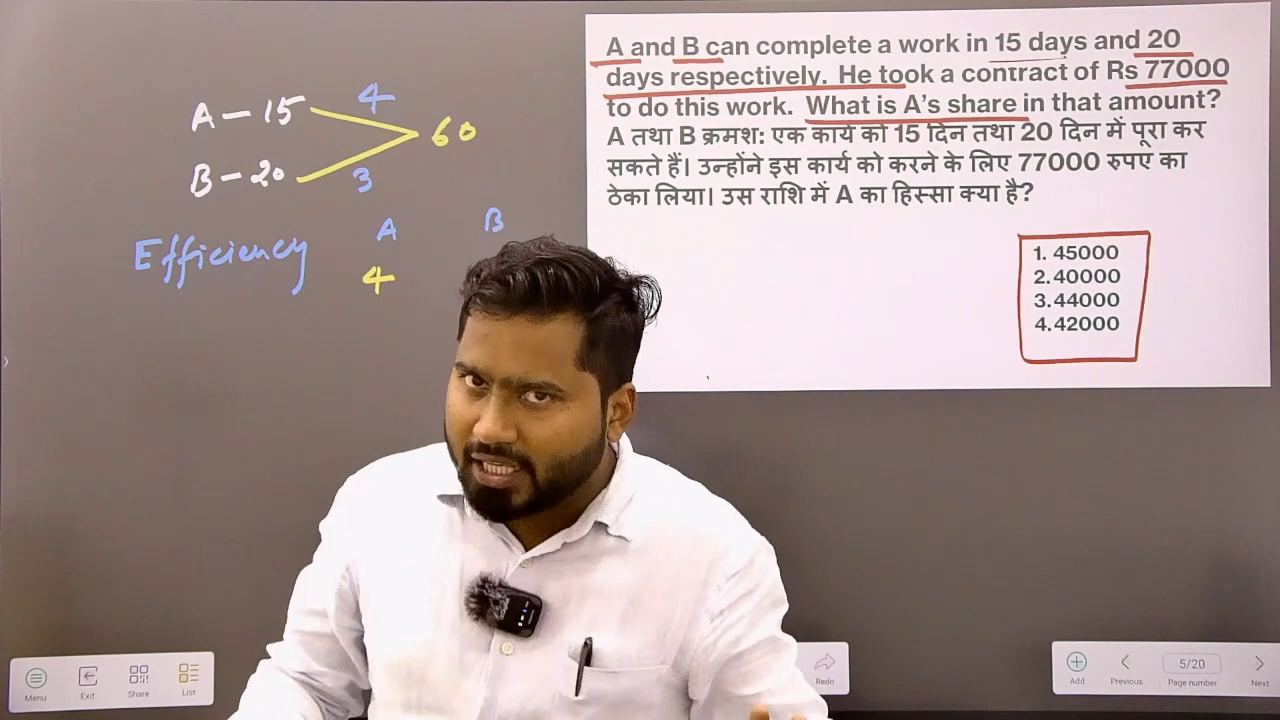 A and B can complete a work in 15 days and 20
days respectively. He took a contract of Rs 77000
to do this work. What is A's share in that amount?
A तथा B क्रमश: एक कार्य को 15 दिन तथा 20 दिन में पूरा कर
सकते हैं। उन्होंने इस कार्य को करने के लिए 77000 रुपए का
ठेका लिया। उस राशि में A का हिस्सा क्या है?
1. 45000
2.40000
3.44000
4.42000
A - 15
4
60
B - 20
3
Efficiency
A B
4
Menu Exit Share List
Redo
Add Previous 5/20 Next
Page number